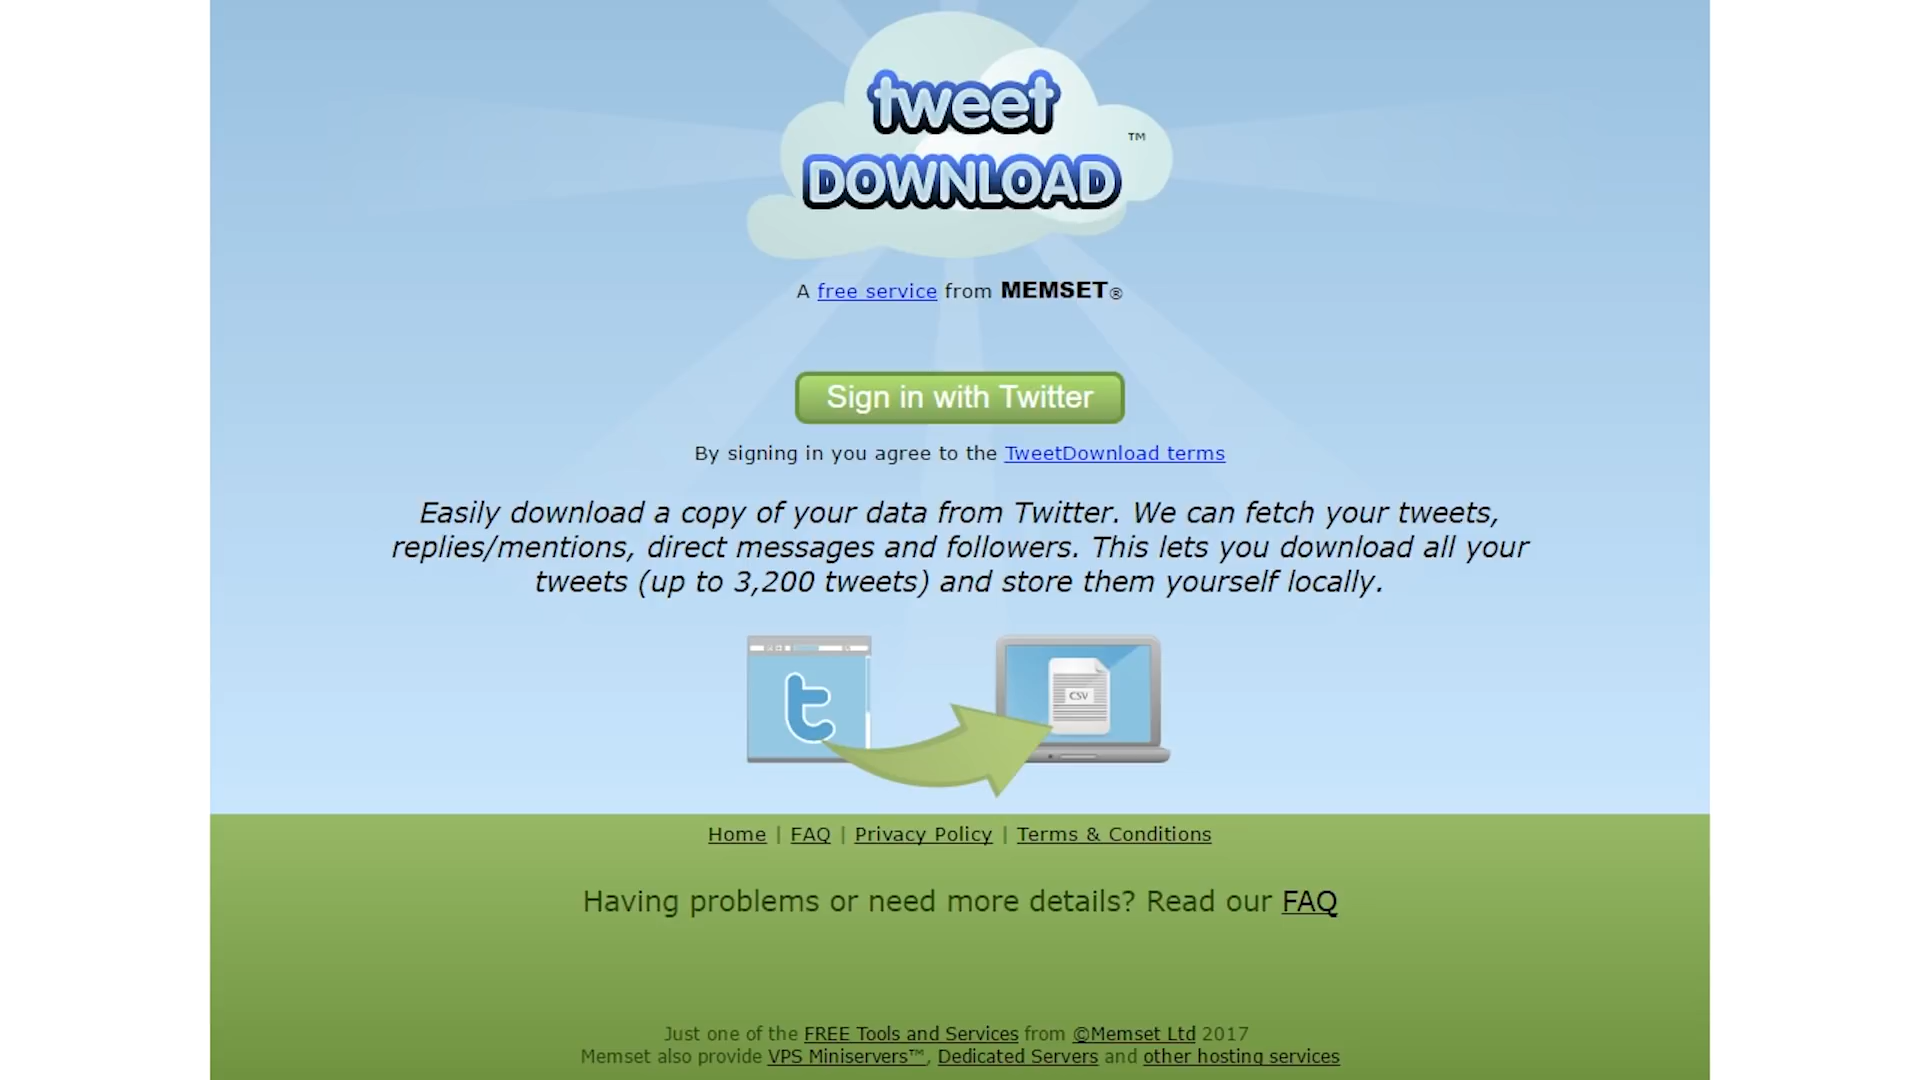 tweet
DOWNLOAD
™
A free service from MEMSET®
Sign in with Twitter
By signing in you agree to the TweetDownload terms
Easily download a copy of your data from Twitter. We can fetch your tweets,
replies/mentions, direct messages and followers. This lets you download all your
tweets (up to 3,200 tweets) and store them yourself locally.
t
CSV
Home | FAQ | Privacy Policy | Terms & Conditions
Having problems or need more details? Read our FAQ
Just one of the FREE Tools and Services from ©Memset Ltd 2017
Memset also provide VPS Miniservers™, Dedicated Servers and other hosting services